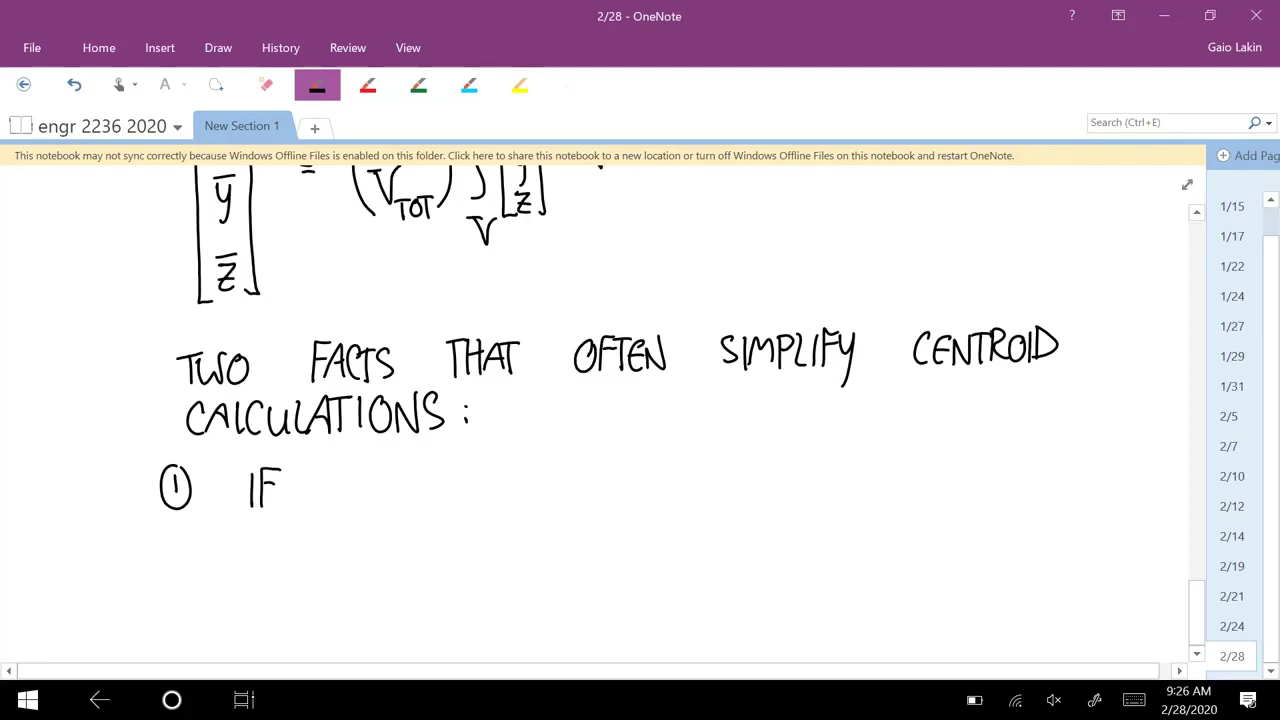 2/28 - OneNote
?
File Home Insert Draw History Review View
Gaio Lakin
A
engr 2236 2020
New Section 1
+
Search (Ctrl+E)
This notebook may not sync correctly because Windows Offline Files is enabled on this folder. Click here to share this notebook to a new location or turn off Windows Offline Files on this notebook and restart OneNote.
Add Pag
1/15
1/17
1/22
1/24
1/27
1/29
1/31
2/5
2/7
2/10
2/12
2/14
2/19
2/21
2/24
2/28
[y̅ z̅] = (V TOT) ∫ V [y z]
TWO FACTS THAT OFTEN SIMPLIFY CENTROID
CALCULATIONS:
① IF
9:26 AM
2/28/2020